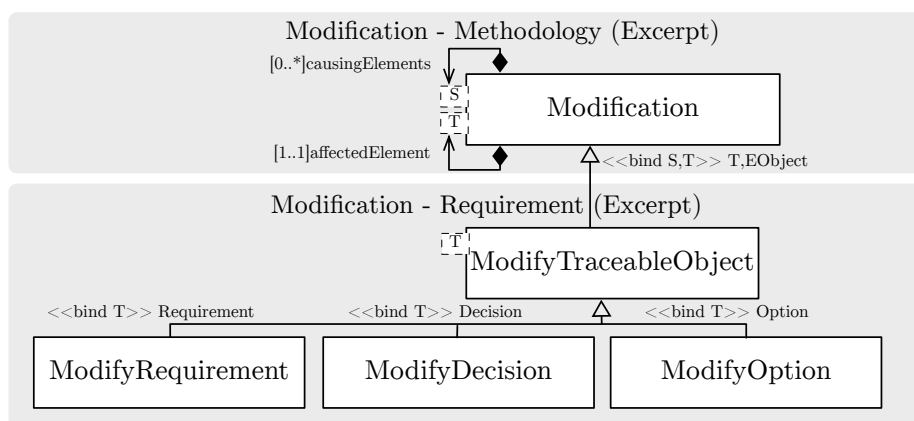 Modification - Methodology (Excerpt)
[0..*]causingElements
S
Modification
T
[1..1]affectedElement
<<bind S,T>> T,EObject
Modification - Requirement (Excerpt)
T
ModifyTraceableObject
<<bind T>> Requirement
<<bind T>> Decision
<<bind T>> Option
ModifyRequirement
ModifyDecision
ModifyOption